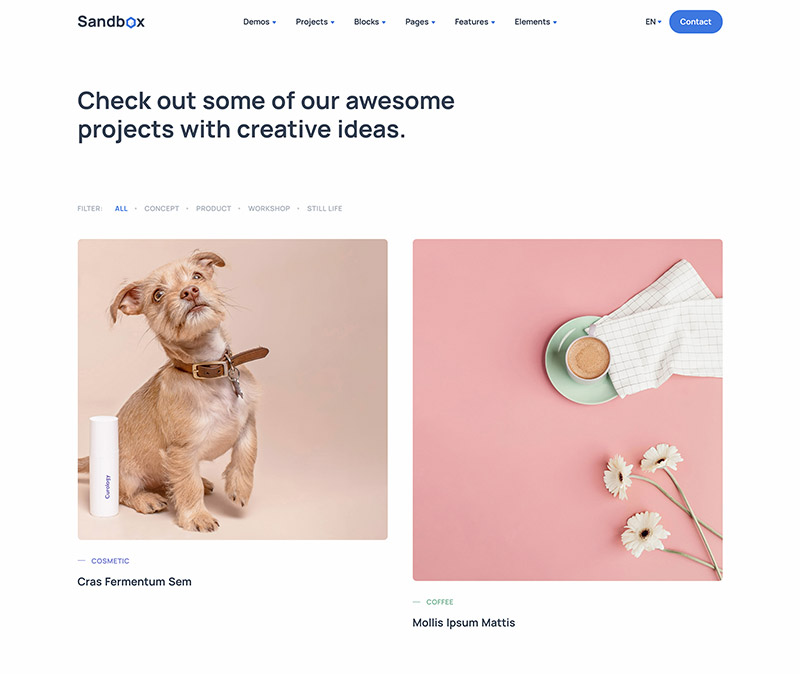 Sandbox
Demos Projects Blocks Pages Features Elements
EN
Contact
Check out some of our awesome
projects with creative ideas.
FILTER: ALL • CONCEPT • PRODUCT • WORKSHOP • STILL LIFE
Curology
— COSMETIC
Cras Fermentum Sem
— COFFEE
Mollis Ipsum Mattis